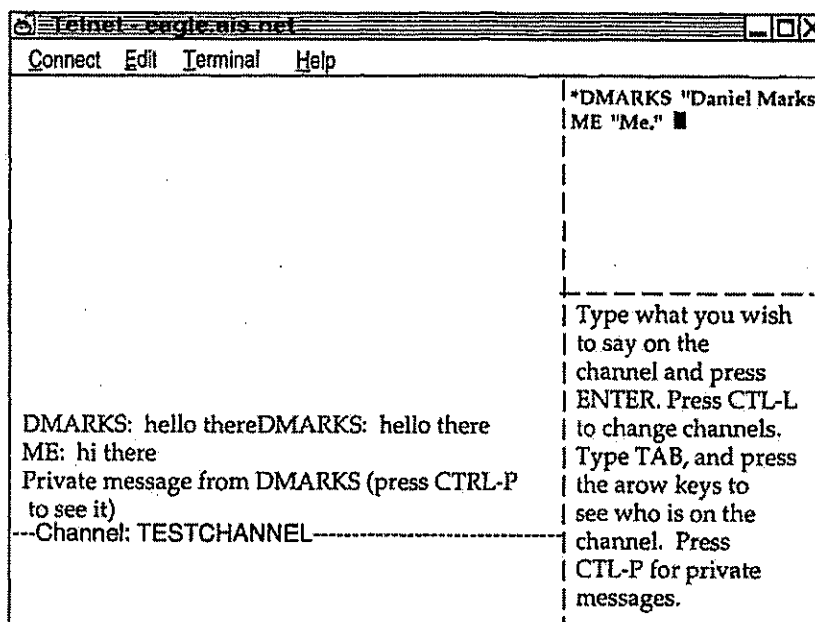 Telnet - eagle.ais.net
Connect Edit Terminal Help
*DMARKS "Daniel Marks
ME "Me."
DMARKS: hello thereDMARKS: hello there
ME: hi there
Private message from DMARKS (press CTRL-P
to see it)
---Channel: TESTCHANNEL---------------------------
Type what you wish
to say on the
channel and press
ENTER. Press CTL-L
to change channels.
Type TAB, and press
the arow keys to
see who is on the
channel. Press
CTL-P for private
messages.